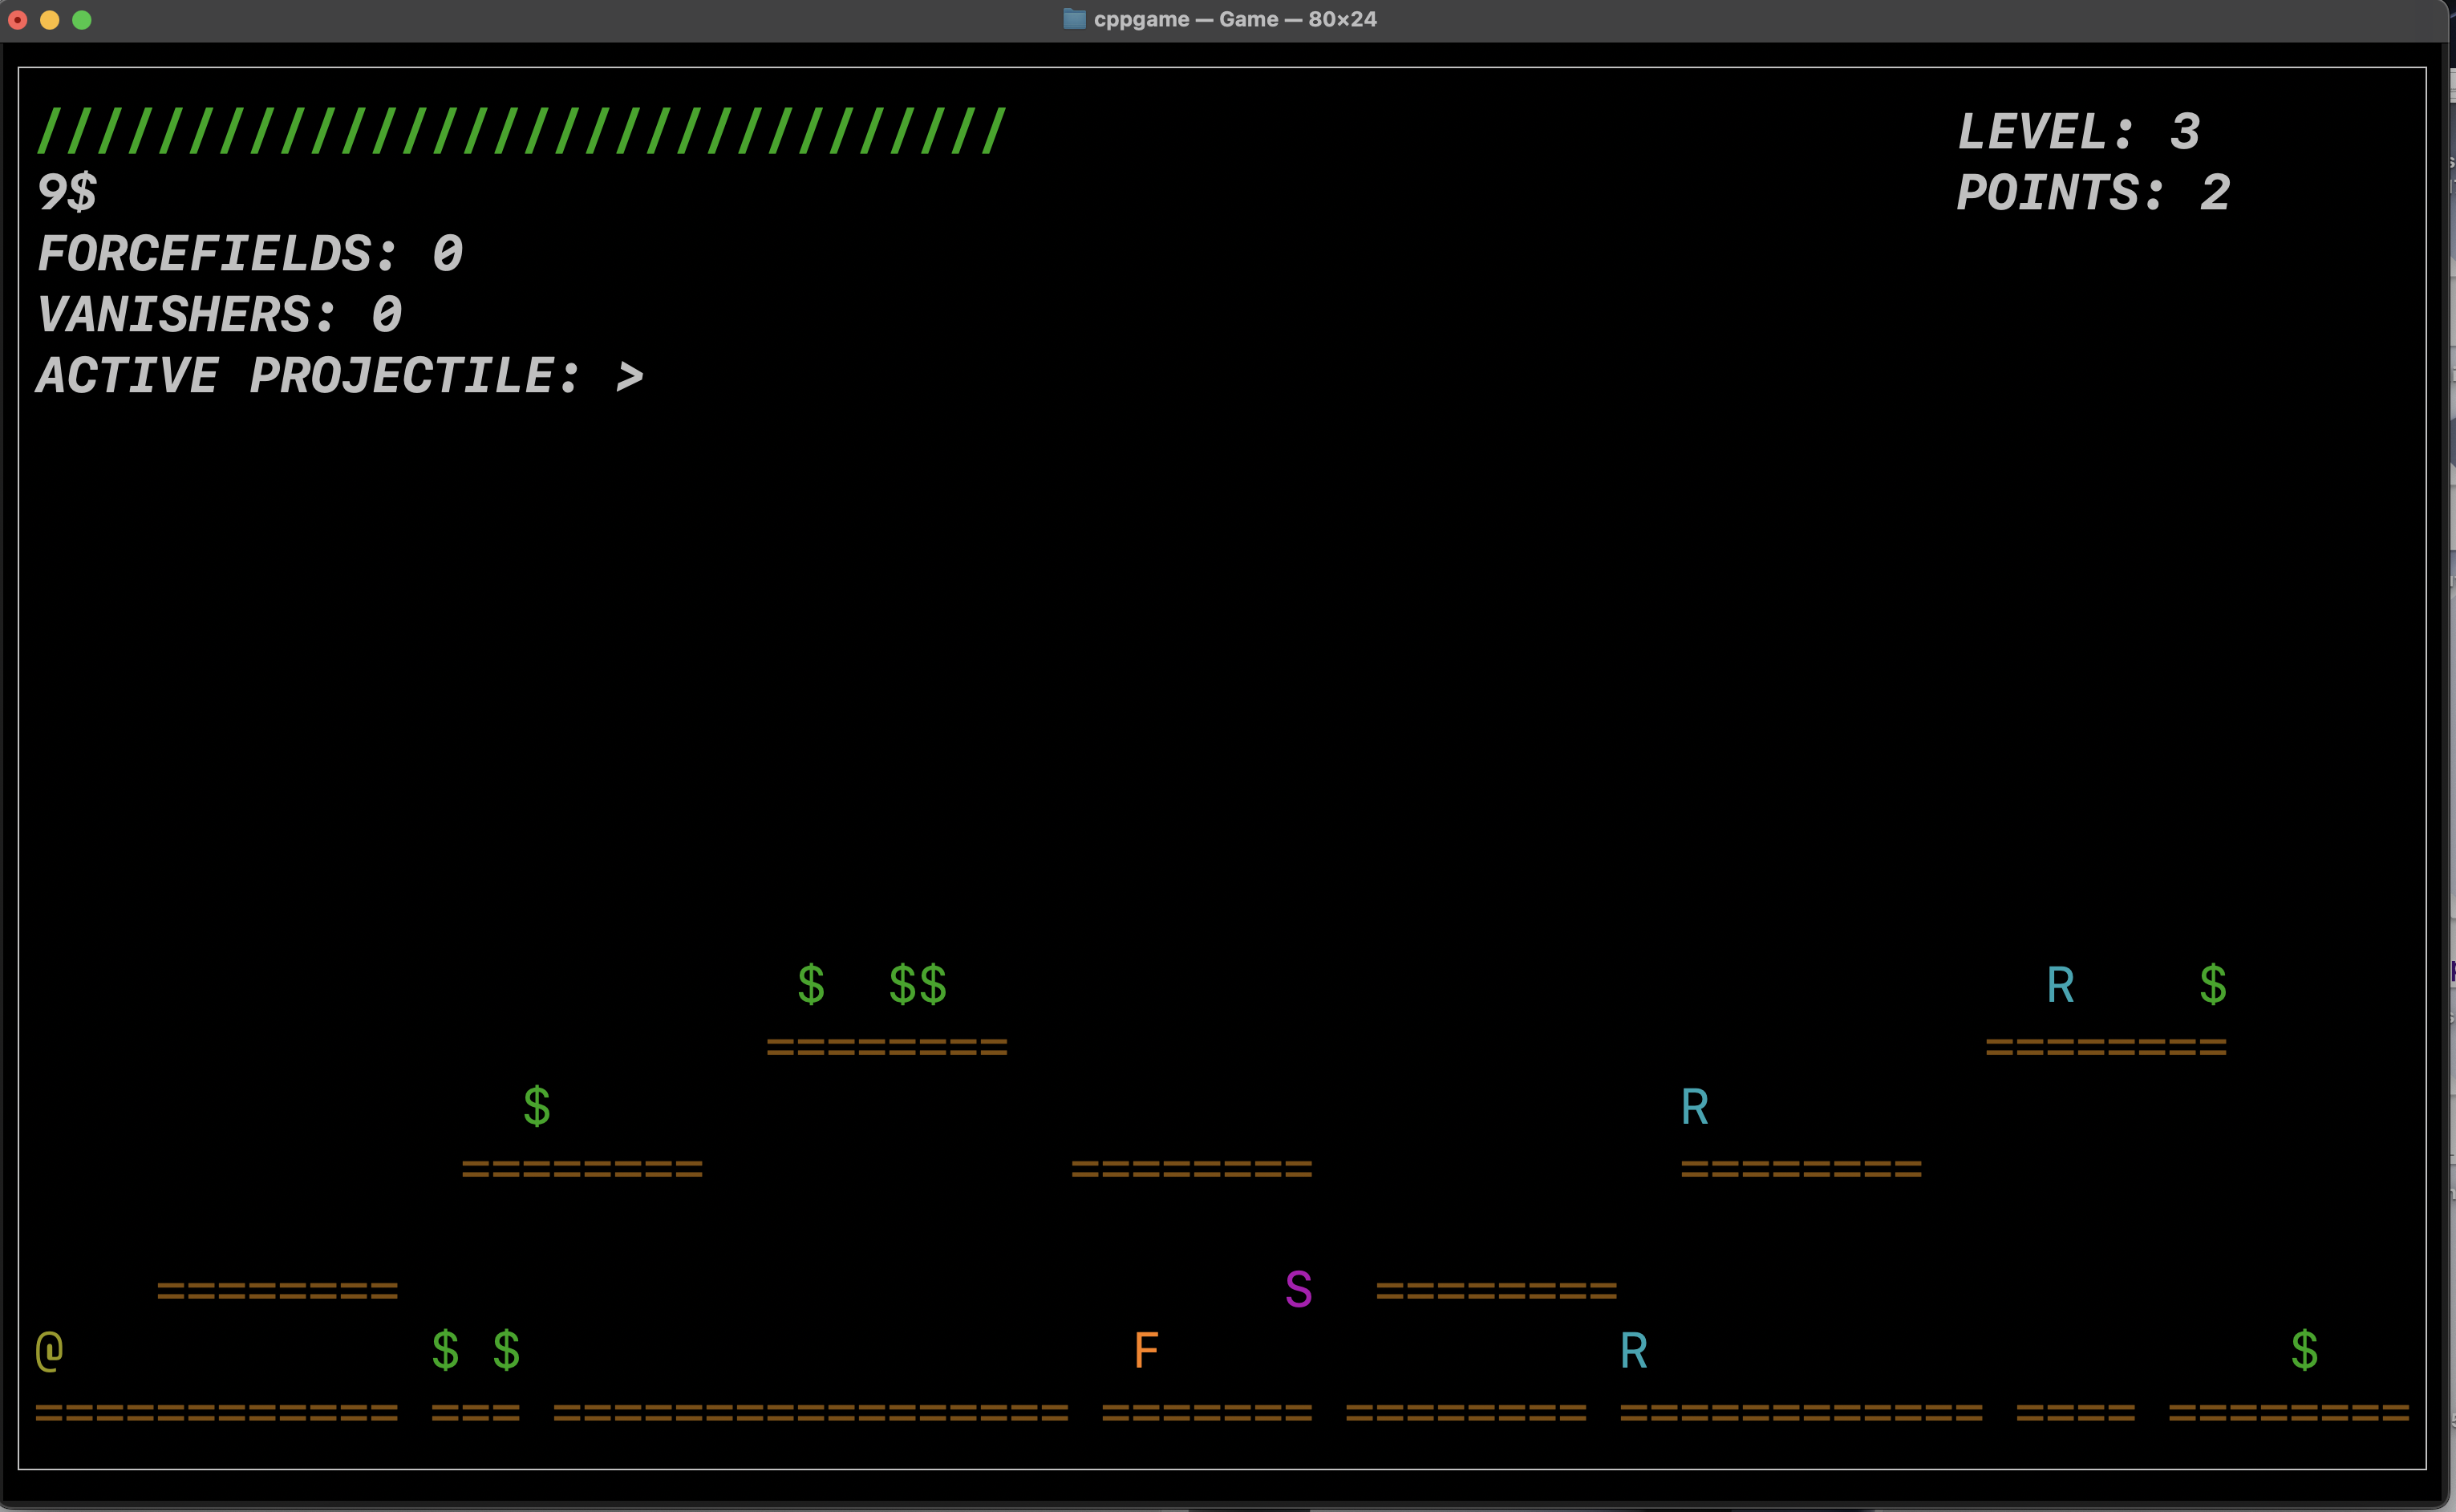 cppgame — Game — 80×24
//////////////////////////////// LEVEL: 3
9$ POINTS: 2
FORCEFIELDS: 0
VANISHERS: 0
ACTIVE PROJECTILE: >
$  $$ R    $
======== ========
$ R
======== ======== ========
======== S ========
@ $ $ F R $
============ === ================= ======= ======== ============ ==== ========